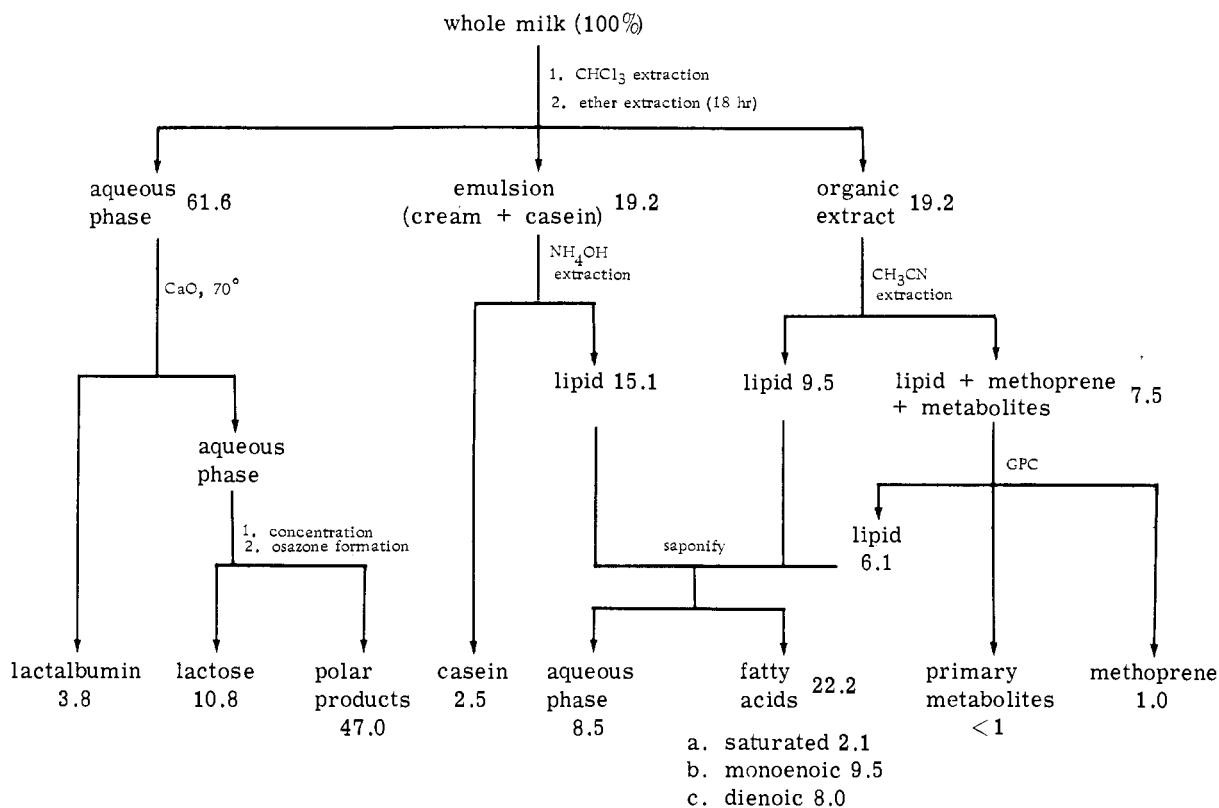 whole milk (100%)
1. CHCl3 extraction
2. ether extraction (18 hr)
aqueous
phase 61.6
emulsion
(cream + casein) 19.2
organic
extract 19.2
CaO, 70°
NH4OH
extraction
CH3CN
extraction
lipid 15.1
lipid 9.5
lipid + methoprene
+ metabolites 7.5
aqueous
phase
GPC
1. concentration
2. osazone formation
saponify
lipid
6.1
lactalbumin
3.8
lactose
10.8
polar
products
47.0
casein
2.5
aqueous
phase
8.5
fatty
acids 22.2
primary
metabolites
<1
methoprene
1.0
a. saturated 2.1
b. monoenoic 9.5
c. dienoic 8.0